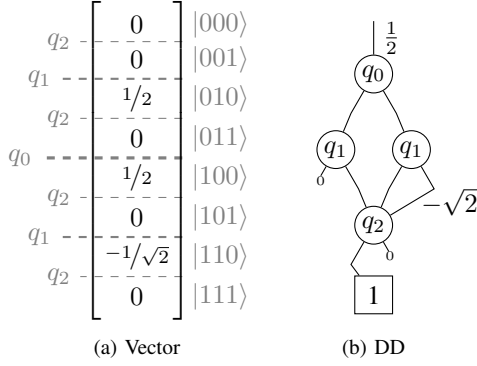 0 |000⟩
q₂
0 |001⟩
q₁
1/2 |010⟩
q₂
0 |011⟩
q₀
1/2 |100⟩
q₂
0 |101⟩
q₁
−1/√2 |110⟩
q₂
0 |111⟩
(a) Vector
1/2
q₀
q₁ q₁
0
−√2
q₂
0
1
(b) DD